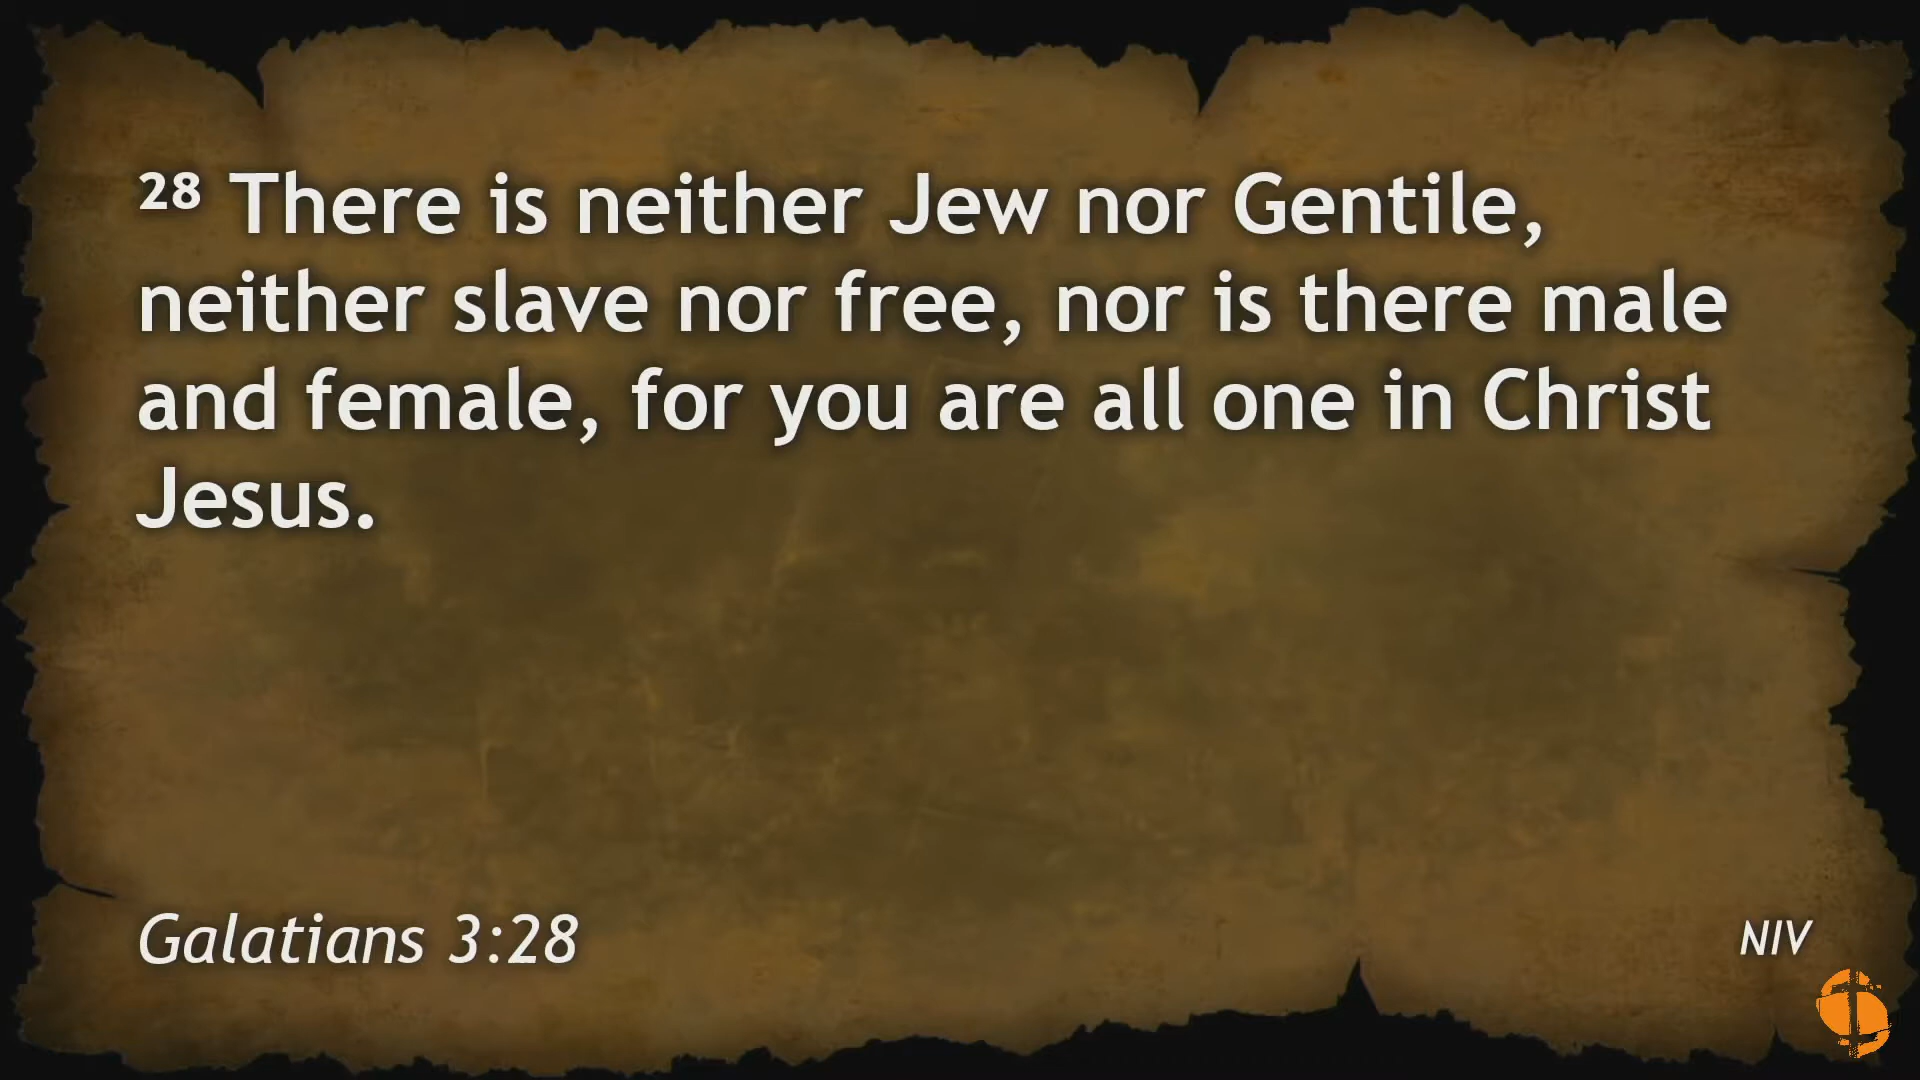 28 There is neither Jew nor Gentile,
neither slave nor free, nor is there male
and female, for you are all one in Christ
Jesus.
Galatians 3:28
NIV